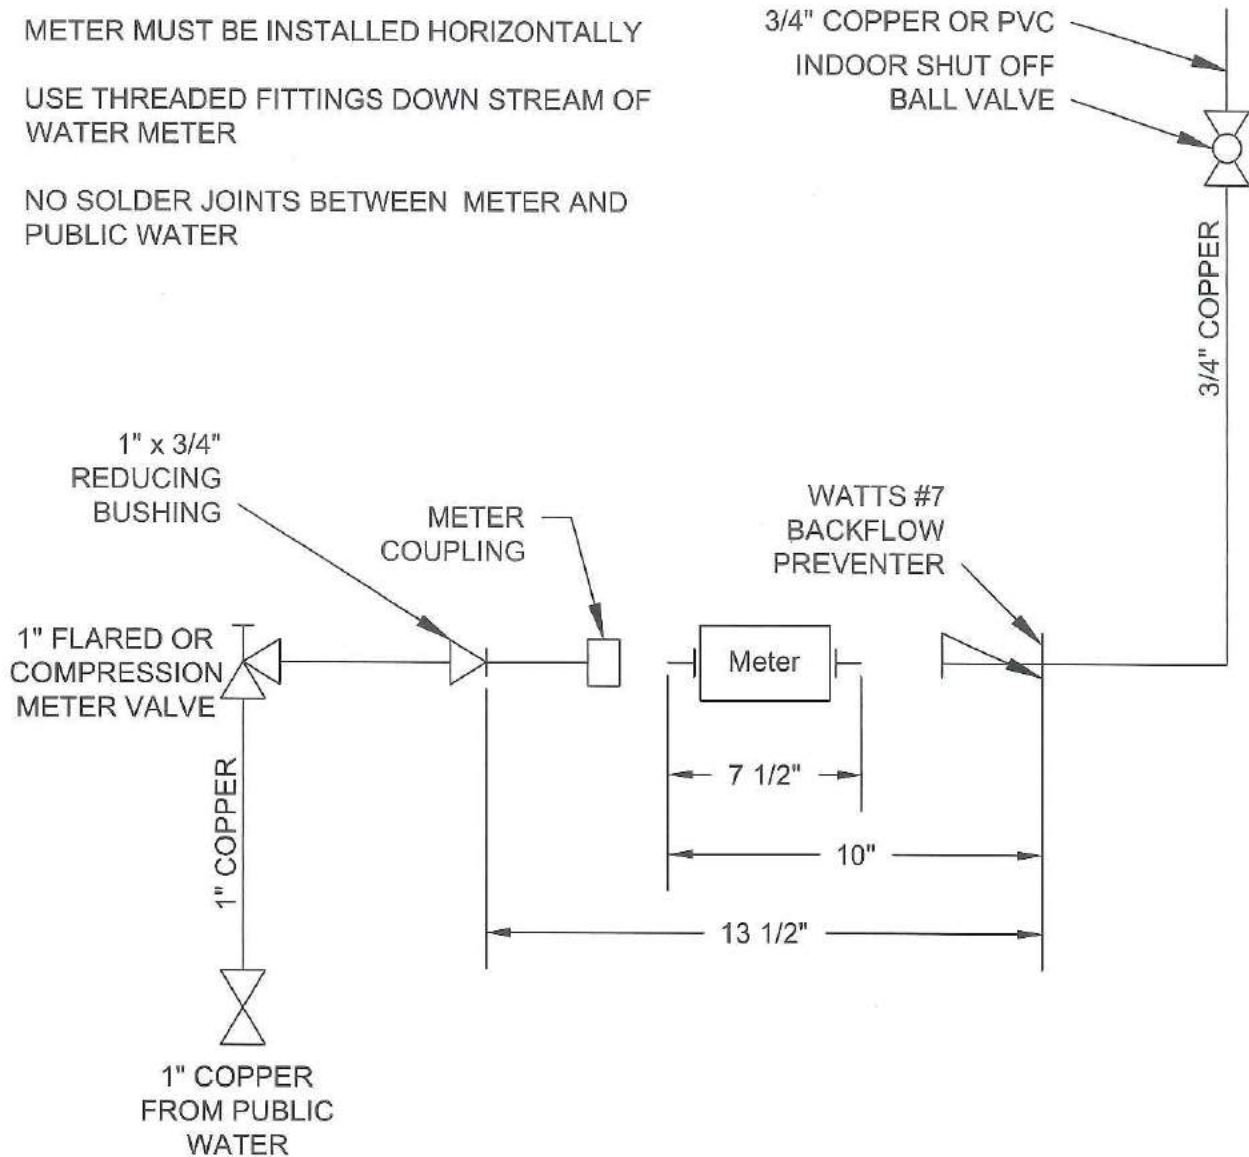 METER MUST BE INSTALLED HORIZONTALLY
USE THREADED FITTINGS DOWN STREAM OF
WATER METER
NO SOLDER JOINTS BETWEEN METER AND
PUBLIC WATER
3/4" COPPER OR PVC
INDOOR SHUT OFF
BALL VALVE
3/4" COPPER
1" x 3/4"
REDUCING
BUSHING
METER
COUPLING
WATTS #7
BACKFLOW
PREVENTER
1" FLARED OR
COMPRESSION
METER VALVE
Meter
7 1/2"
10"
13 1/2"
1" COPPER
1" COPPER
FROM PUBLIC
WATER